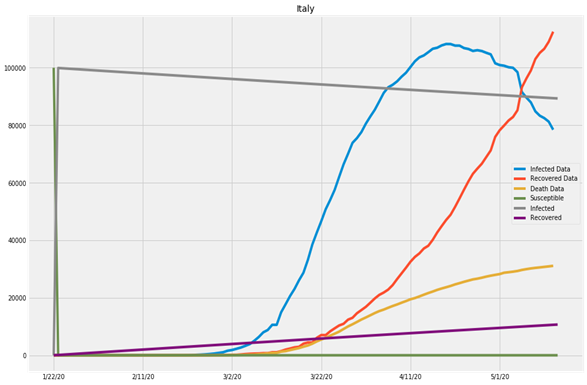 Italy
100000
80000
60000
40000
20000
0
Infected Data
Recovered Data
Death Data
Susceptible
Infected
Recovered
1/22/20 2/11/20 3/2/20 3/22/20 4/11/20 5/1/20